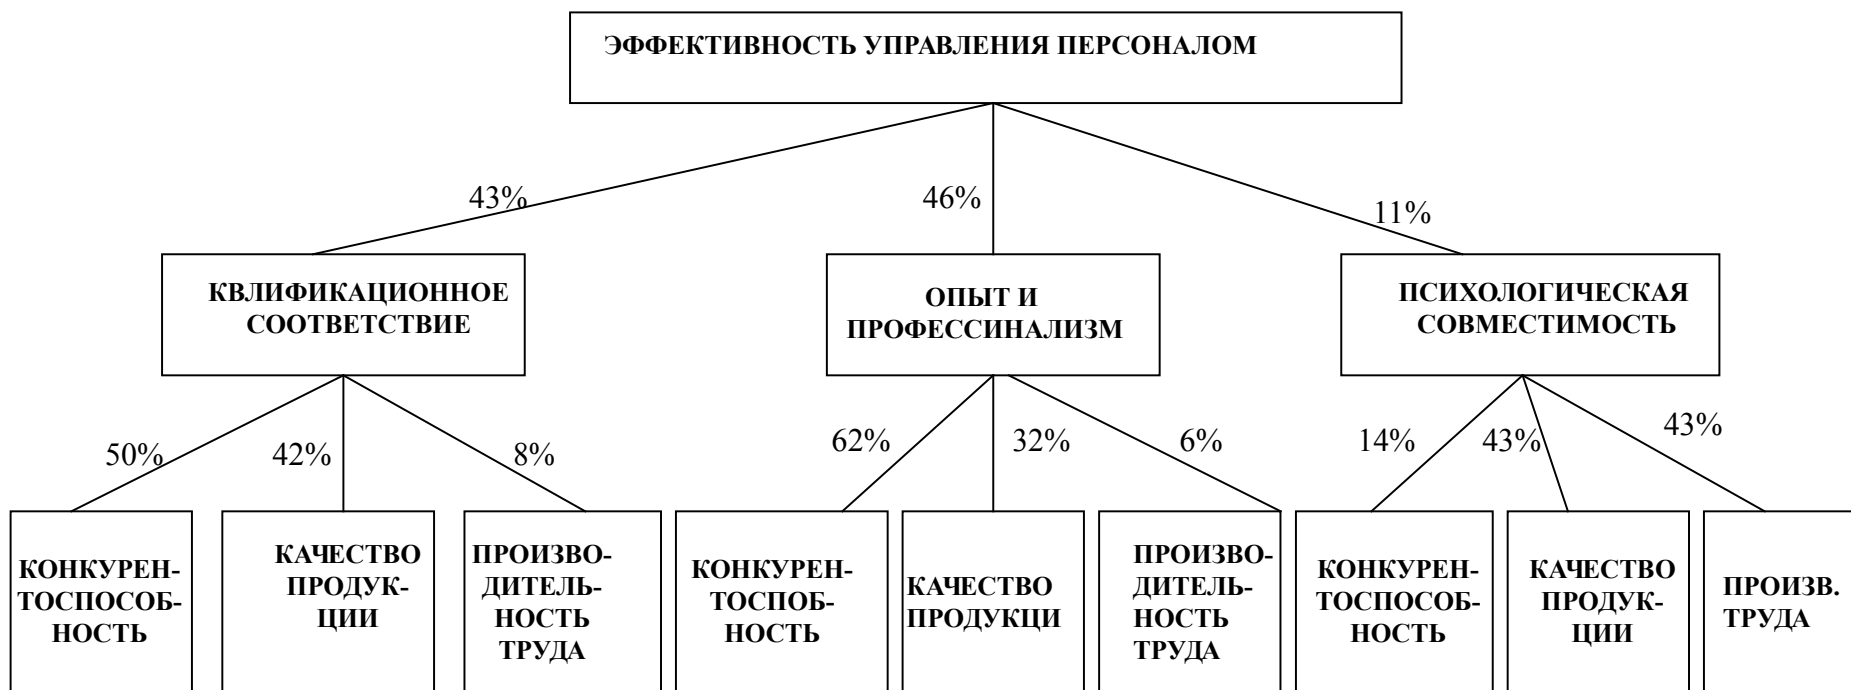 ЭФФЕКТИВНОСТЬ УПРАВЛЕНИЯ ПЕРСОНАЛОМ
43%
46%
11%
КВЛИФИКАЦИОННОЕ
СООТВЕТСТВИЕ
ОПЫТ И
ПРОФЕССИНАЛИЗМ
ПСИХОЛОГИЧЕСКАЯ
СОВМЕСТИМОСТЬ
50%
42%
8%
62%
32%
6%
14%
43%
43%
КОНКУРЕН-
ТОСПОСОБ-
НОСТЬ
КАЧЕСТВО
ПРОДУК-
ЦИИ
ПРОИЗВО-
ДИТЕЛЬ-
НОСТЬ
ТРУДА
КОНКУРЕН-
ТОСПОБ-
НОСТЬ
КАЧЕСТВО
ПРОДУКЦИ
ПРОИЗВО-
ДИТЕЛЬ-
НОСТЬ
ТРУДА
КОНКУРЕН-
ТОСПОСОБ-
НОСТЬ
КАЧЕСТВО
ПРОДУК-
ЦИИ
ПРОИЗВ.
ТРУДА